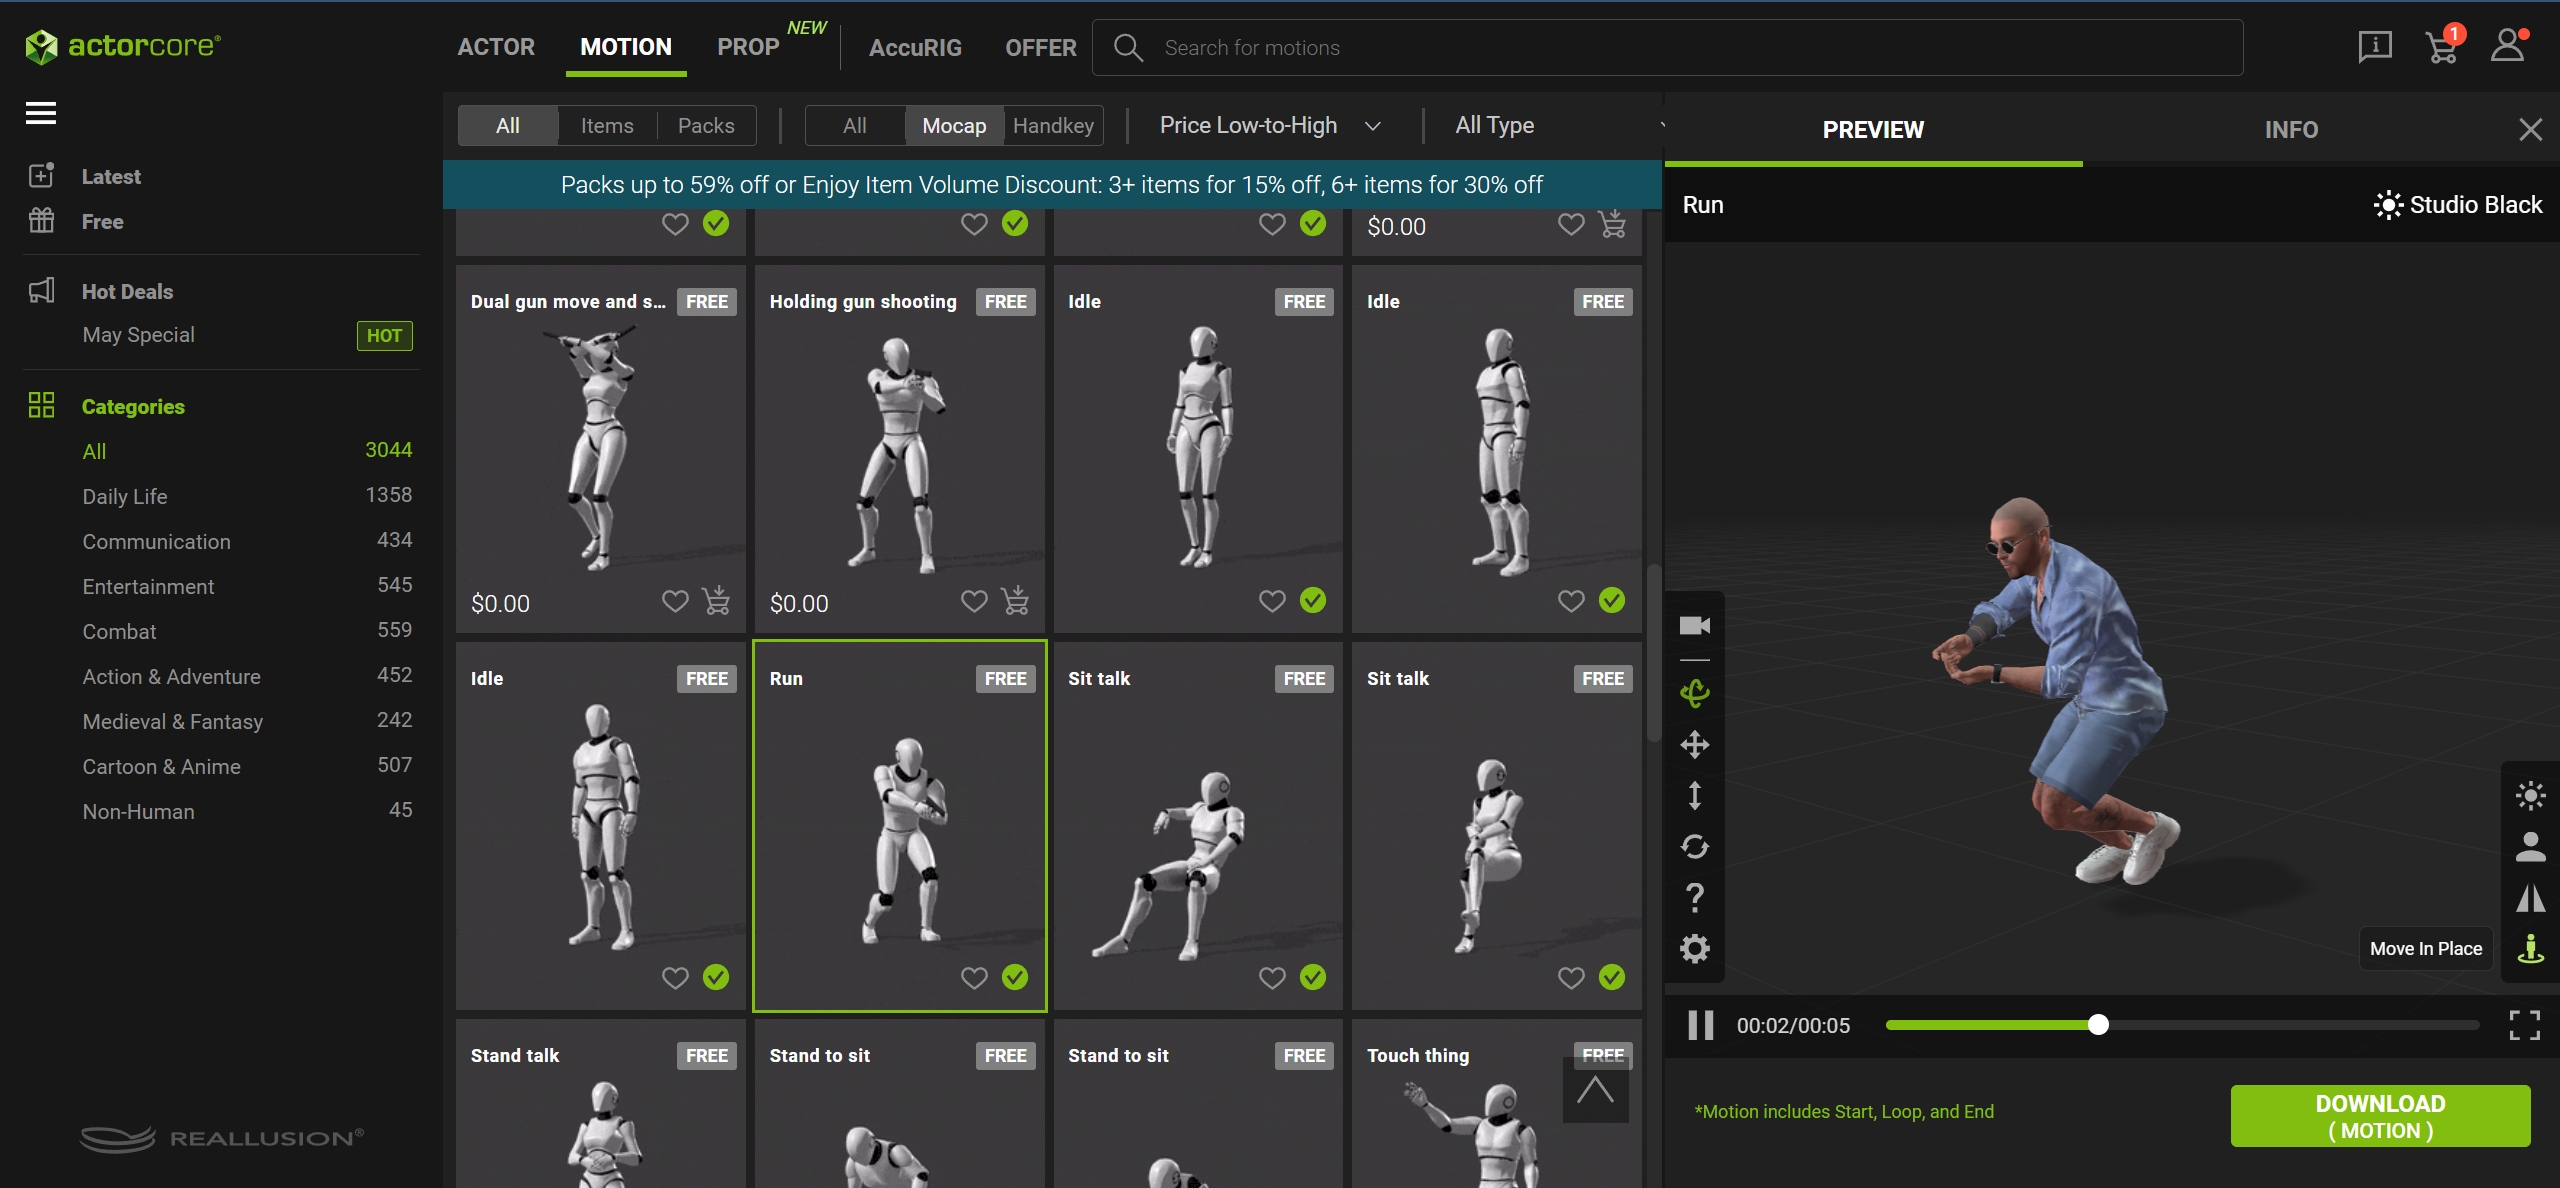 actorcore®
ACTOR
MOTION
PROP
NEW
AccuRIG
OFFER
Search for motions
1
Latest
Free
Hot Deals
May Special
HOT
Categories
All 3044
Daily Life 1358
Communication 434
Entertainment 545
Combat 559
Action & Adventure 452
Medieval & Fantasy 242
Cartoon & Anime 507
Non-Human 45
REALLUSION®
All Items Packs
All Mocap Handkey
Price Low-to-High
All Type
Packs up to 59% off or Enjoy Item Volume Discount: 3+ items for 15% off, 6+ items for 30% off
$0.00
Dual gun move and s... FREE
$0.00
Holding gun shooting FREE
$0.00
Idle FREE
Idle FREE
Idle FREE
Run FREE
Sit talk FREE
Sit talk FREE
Stand talk FREE
Stand to sit FREE
Stand to sit FREE
Touch thing FREE
PREVIEW
INFO
Run
Studio Black
?
Move In Place
00:02/00:05
*Motion includes Start, Loop, and End
DOWNLOAD
( MOTION )